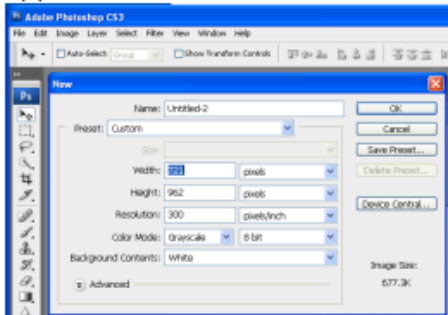 Adobe Photoshop CS3
File Edit Image Layer Select Filter View Window Help
Auto-Select: Group Show Transform Controls
Ps
New
Name: Untitled-2 OK
Preset: Custom Cancel
Size: Save Preset...
Width: 721 pixels Delete Preset...
Height: 962 pixels
Resolution: 300 pixels/inch Device Central...
Color Mode: Grayscale 8 bit
Background Contents: White Image Size:
Advanced 677.3K